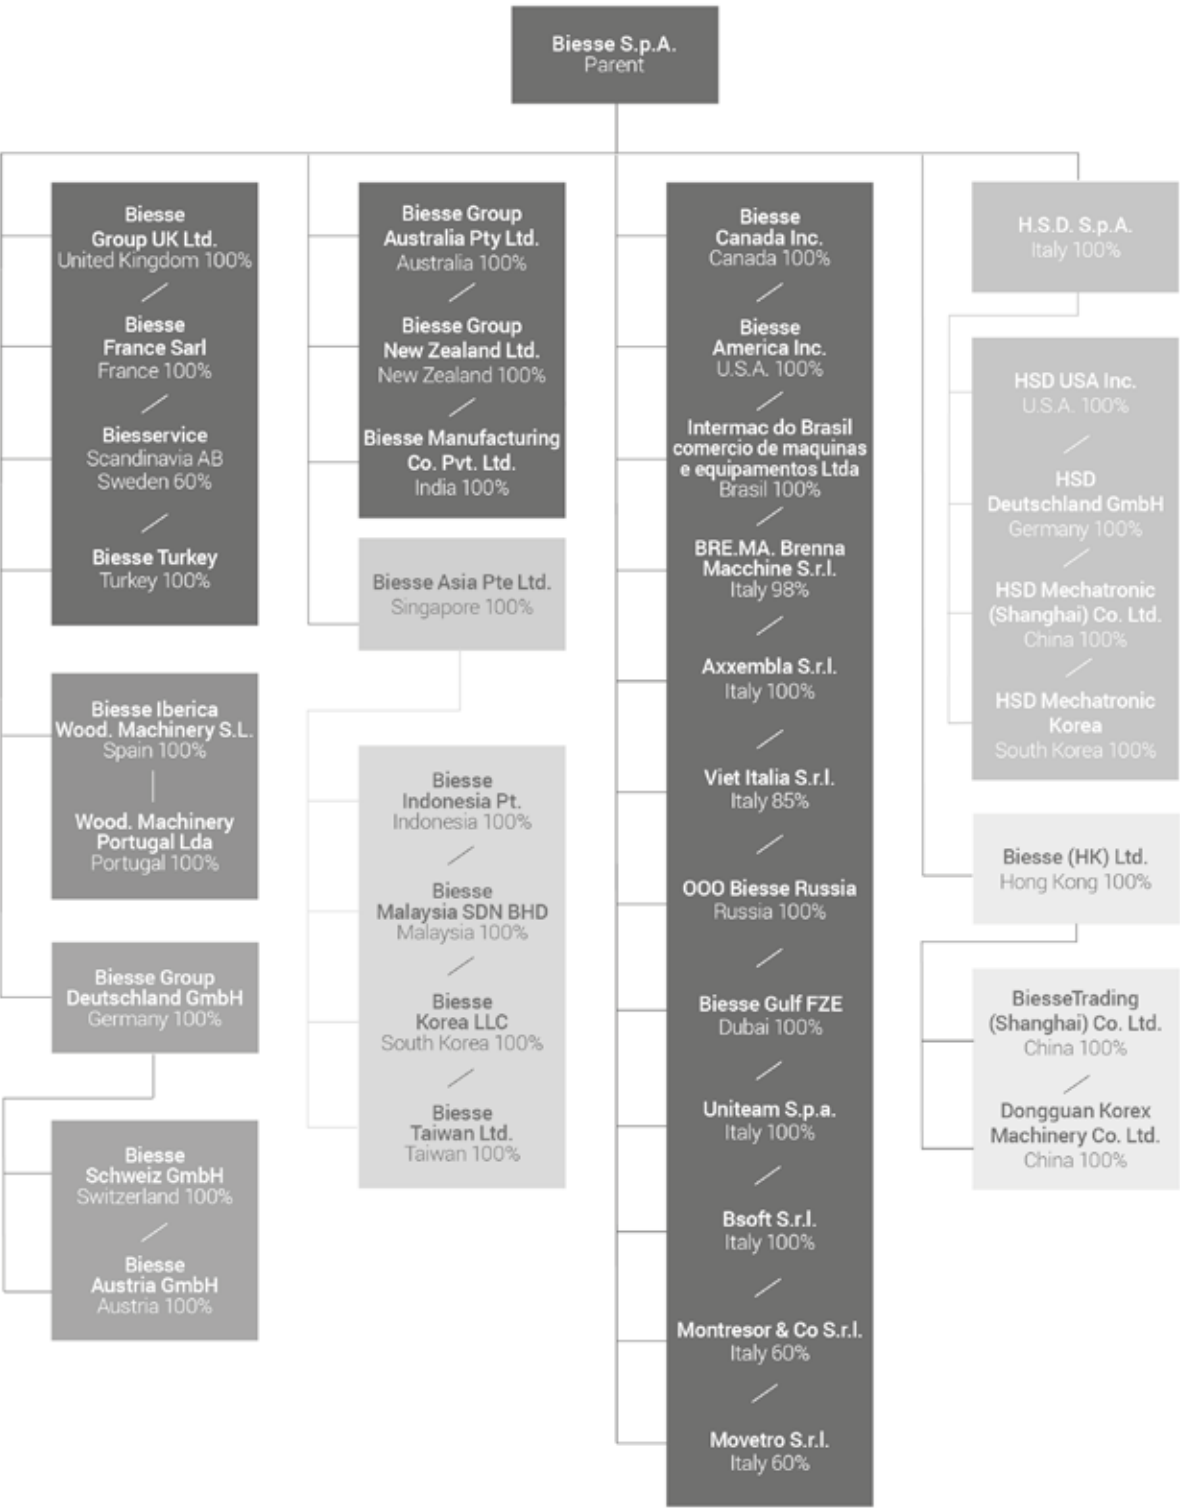 Biesse S.p.A.
Parent
Biesse
Group UK Ltd.
United Kingdom 100%
Biesse
France Sarl
France 100%
Biesservice
Scandinavia AB
Sweden 60%
Biesse Turkey
Turkey 100%
Biesse Iberica
Wood. Machinery S.L.
Spain 100%
Wood. Machinery
Portugal Lda
Portugal 100%
Biesse Group
Deutschland GmbH
Germany 100%
Biesse
Schweiz GmbH
Switzerland 100%
Biesse
Austria GmbH
Austria 100%
Biesse Group
Australia Pty Ltd.
Australia 100%
Biesse Group
New Zealand Ltd.
New Zealand 100%
Biesse Manufacturing
Co. Pvt. Ltd.
India 100%
Biesse Asia Pte Ltd.
Singapore 100%
Biesse
Indonesia Pt.
Indonesia 100%
Biesse
Malaysia SDN BHD
Malaysia 100%
Biesse
Korea LLC
South Korea 100%
Biesse
Taiwan Ltd.
Taiwan 100%
Biesse
Canada Inc.
Canada 100%
Biesse
America Inc.
U.S.A. 100%
Intermac do Brasil
comercio de maquinas
e equipamentos Ltda
Brasil 100%
BRE.MA. Brenna
Macchine S.r.l.
Italy 98%
Axxembla S.r.l.
Italy 100%
Viet Italia S.r.l.
Italy 85%
OOO Biesse Russia
Russia 100%
Biesse Gulf FZE
Dubai 100%
Uniteam S.p.a.
Italy 100%
Bsoft S.r.l.
Italy 100%
Montresor & Co S.r.l.
Italy 60%
Movetro S.r.l.
Italy 60%
H.S.D. S.p.A.
Italy 100%
HSD USA Inc.
U.S.A. 100%
HSD
Deutschland GmbH
Germany 100%
HSD Mechatronic
(Shanghai) Co. Ltd.
China 100%
HSD Mechatronic
Korea
South Korea 100%
Biesse (HK) Ltd.
Hong Kong 100%
BiesseTrading
(Shanghai) Co. Ltd.
China 100%
Dongguan Korex
Machinery Co. Ltd.
China 100%